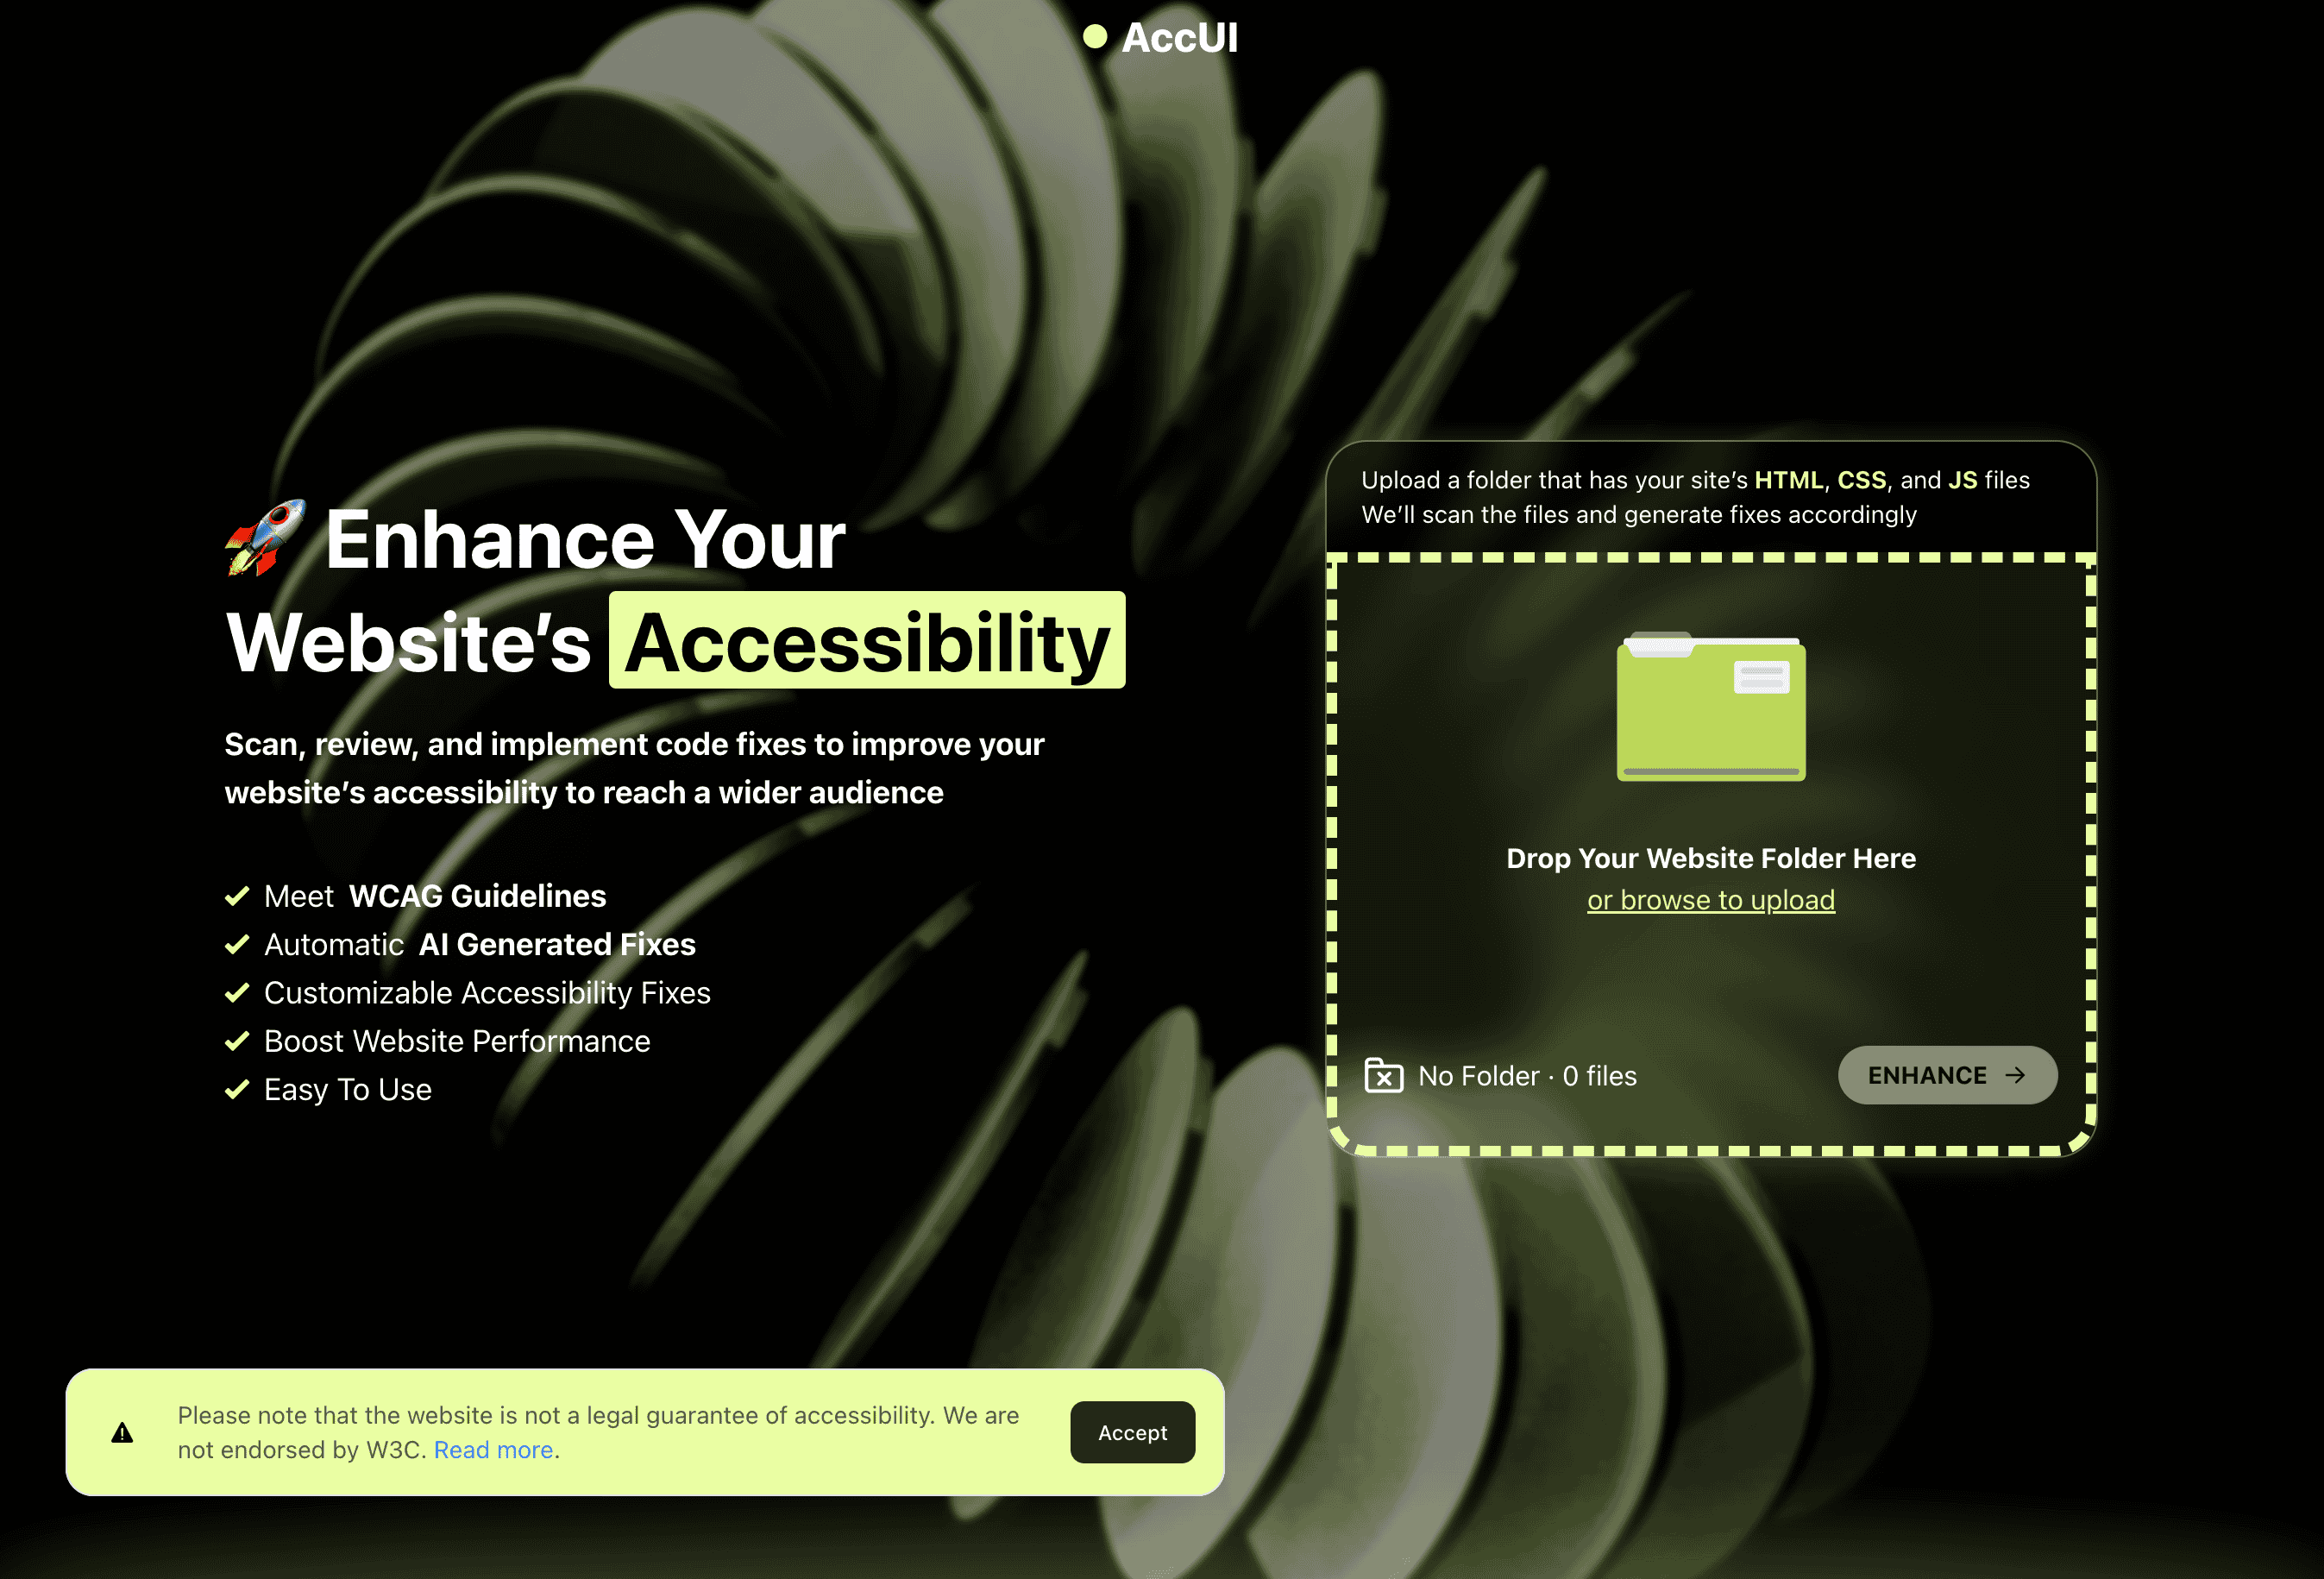 AccUI
🚀 Enhance Your
Website’s Accessibility
Scan, review, and implement code fixes to improve your
website’s accessibility to reach a wider audience
Meet WCAG Guidelines
Automatic AI Generated Fixes
Customizable Accessibility Fixes
Boost Website Performance
Easy To Use
Upload a folder that has your site’s HTML, CSS, and JS files
We’ll scan the files and generate fixes accordingly
Drop Your Website Folder Here
or browse to upload
No Folder · 0 files
ENHANCE →
Please note that the website is not a legal guarantee of accessibility. We are
not endorsed by W3C. Read more.
Accept